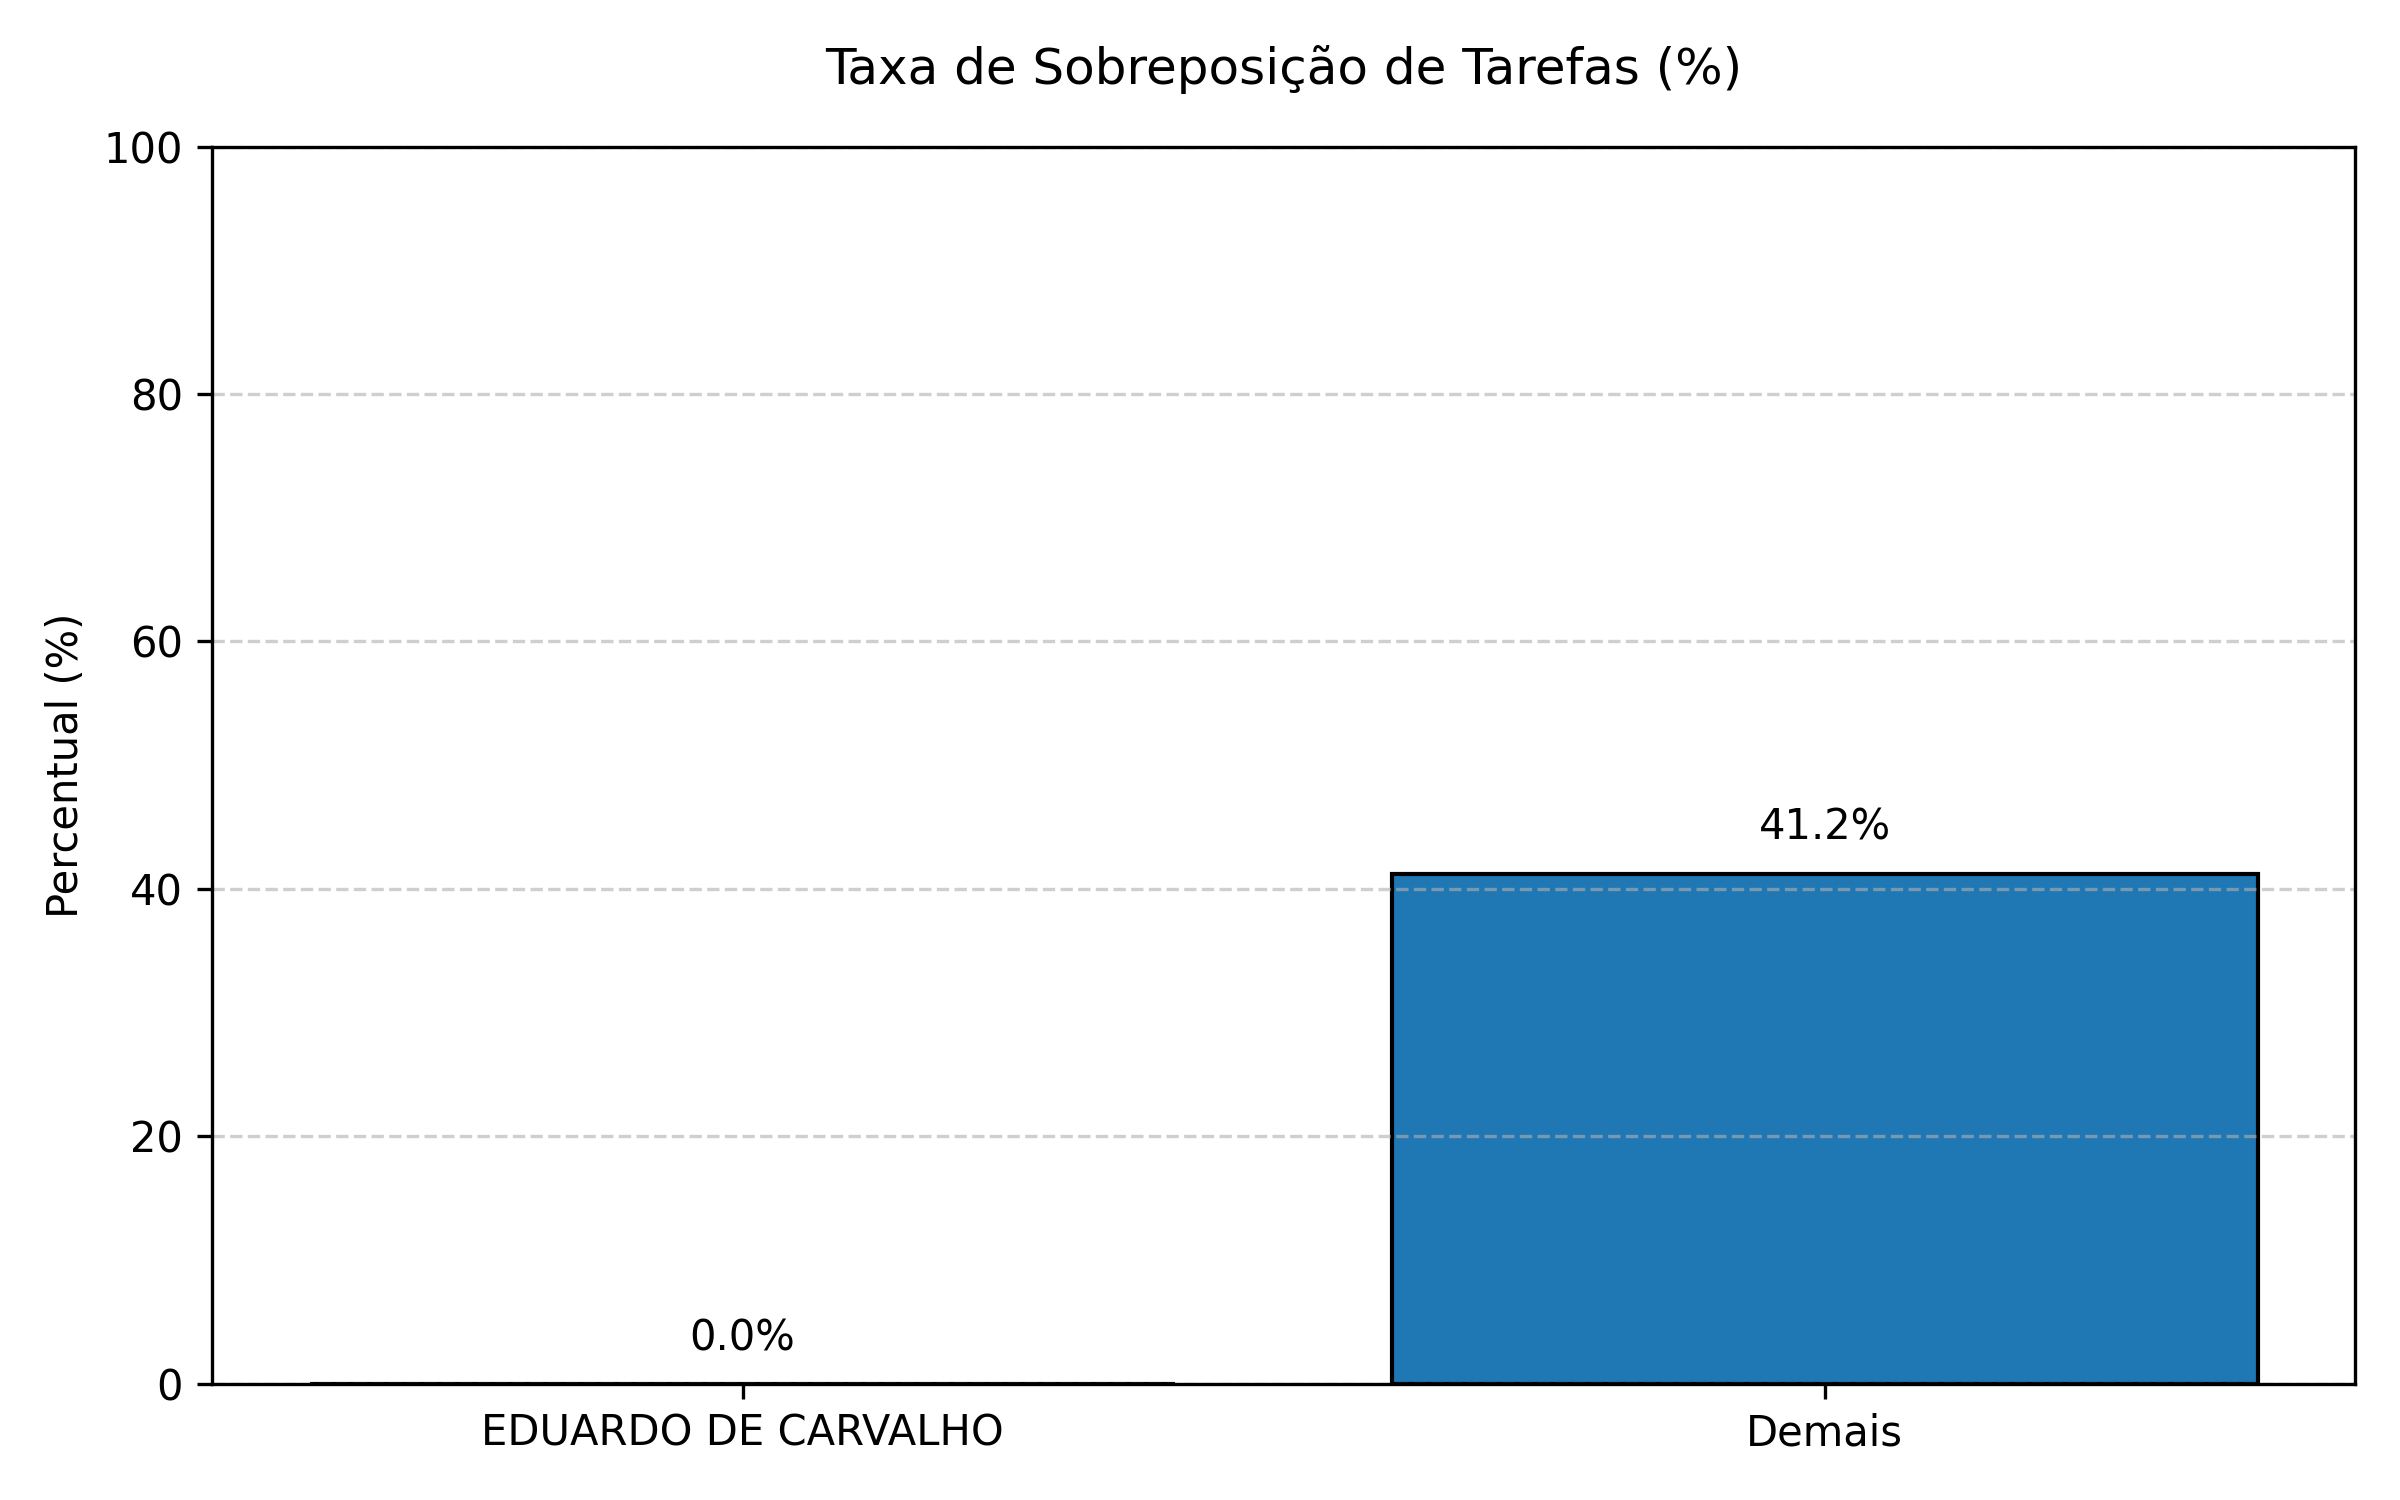 Taxa de Sobreposição de Tarefas (%)
Percentual (%)
100
80
60
40
20
0
41.2%
0.0%
EDUARDO DE CARVALHO
Demais